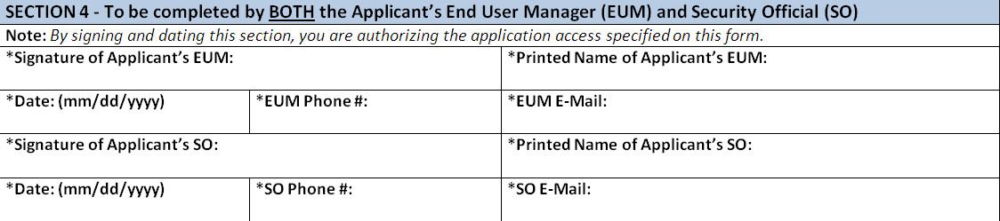 SECTION 4 - To be completed by BOTH the Applicant's End User Manager (EUM) and Security Official (SO)
Note: By signing and dating this section, you are authorizing the application access specified on this form.
*Signature of Applicant's EUM: *Printed Name of Applicant's EUM:
*Date: (mm/dd/yyyy) *EUM Phone #: *EUM E-Mail:
*Signature of Applicant's SO: *Printed Name of Applicant's SO:
*Date: (mm/dd/yyyy) *SO Phone #: *SO E-Mail: